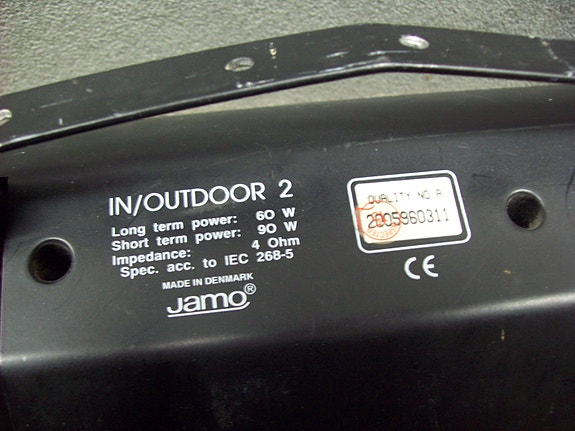 IN/OUTDOOR 2
Long term power: 60 W
Short term power: 90 W
Impedance: 4 Ohm
Spec. acc. to IEC 268-5
MADE IN DENMARK
Jamo®
QUALITY NO A
2005960311
CE